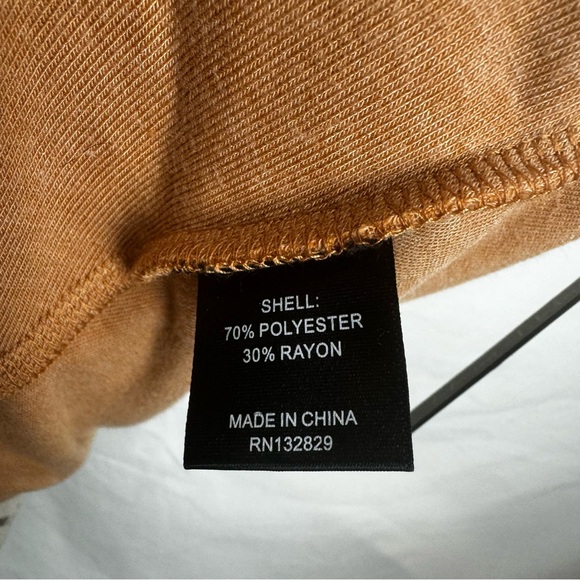 SHELL:
70% POLYESTER
30% RAYON
MADE IN CHINA
RN132829